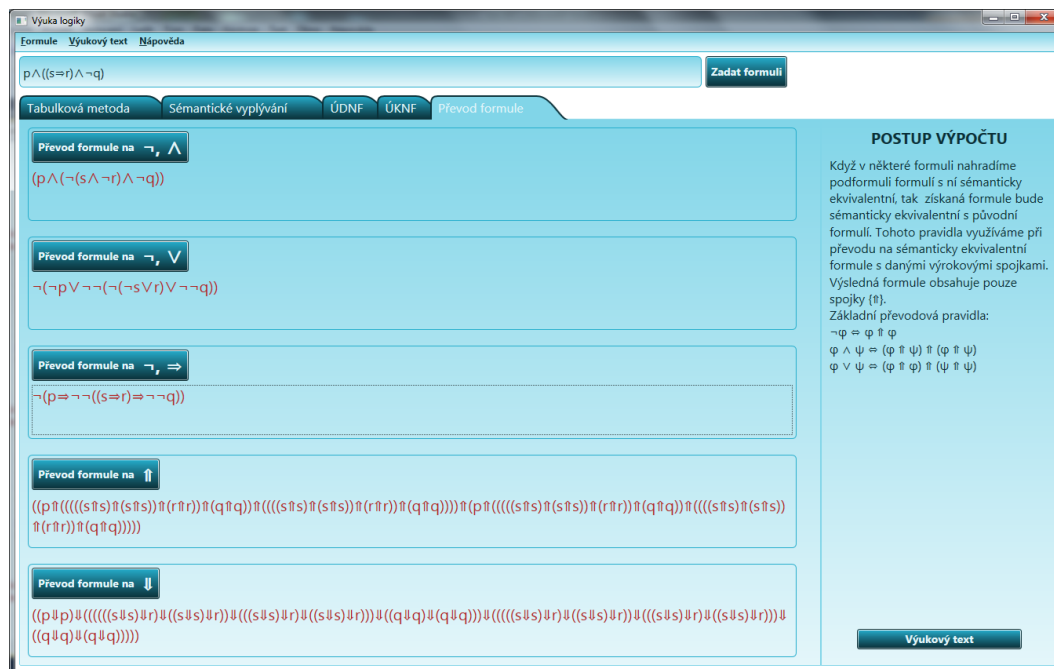 Výuka logiky
Formule Výukový text Nápověda
p∧((s⇒r)∧¬q)
Zadat formuli
Tabulková metoda Sémantické vyplývání ÚDNF ÚKNF Převod formule
Převod formule na ¬, ∧
(p∧(¬(s∧¬r)∧¬q))
Převod formule na ¬, ∨
¬(¬p∨¬¬(¬(¬s∨r)∨¬¬q))
Převod formule na ¬, ⇒
¬(p⇒¬¬((s⇒r)⇒¬¬q))
Převod formule na ⇑
((p⇑(((((s⇑s)⇑(s⇑s))⇑(r⇑r))⇑(q⇑q))⇑((((s⇑s)⇑(s⇑s))⇑(r⇑r))⇑(q⇑q))))⇑(p⇑(((((s⇑s)⇑(s⇑s))⇑(r⇑r))⇑(q⇑q))⇑((((s⇑s)⇑(s⇑s))
⇑(r⇑r))⇑(q⇑q)))))
Převod formule na ⇓
((p⇓p)⇓((((((s⇓s)⇓r)⇓((s⇓s)⇓r))⇓(((s⇓s)⇓r)⇓((s⇓s)⇓r)))⇓((q⇓q)⇓(q⇓q)))⇓(((((s⇓s)⇓r)⇓((s⇓s)⇓r))⇓(((s⇓s)⇓r)⇓((s⇓s)⇓r)))⇓
((q⇓q)⇓(q⇓q)))))
POSTUP VÝPOČTU
Když v některé formuli nahradíme
podformuli formulí s ní sémanticky
ekvivalentní, tak získaná formule bude
sémanticky ekvivalentní s původní
formulí. Tohoto pravidla využíváme při
převodu na sémanticky ekvivalentní
formule s danými výrokovými spojkami.
Výsledná formule obsahuje pouze
spojky {⇑}.
Základní převodová pravidla:
¬φ ⇔ φ ⇑ φ
φ ∧ ψ ⇔ (φ ⇑ ψ) ⇑ (φ ⇑ ψ)
φ ∨ ψ ⇔ (φ ⇑ φ) ⇑ (ψ ⇑ ψ)
Výukový text